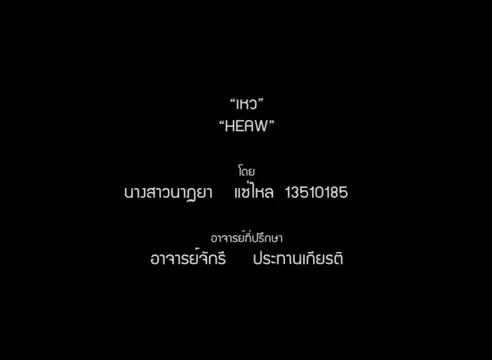 “เหว”
“HEAW”
โดย
นางสาวนาฏยา แซ่ไหล 13510185
อาจารย์ที่ปรึกษา
อาจารย์จักรี ประทานเกียรติ